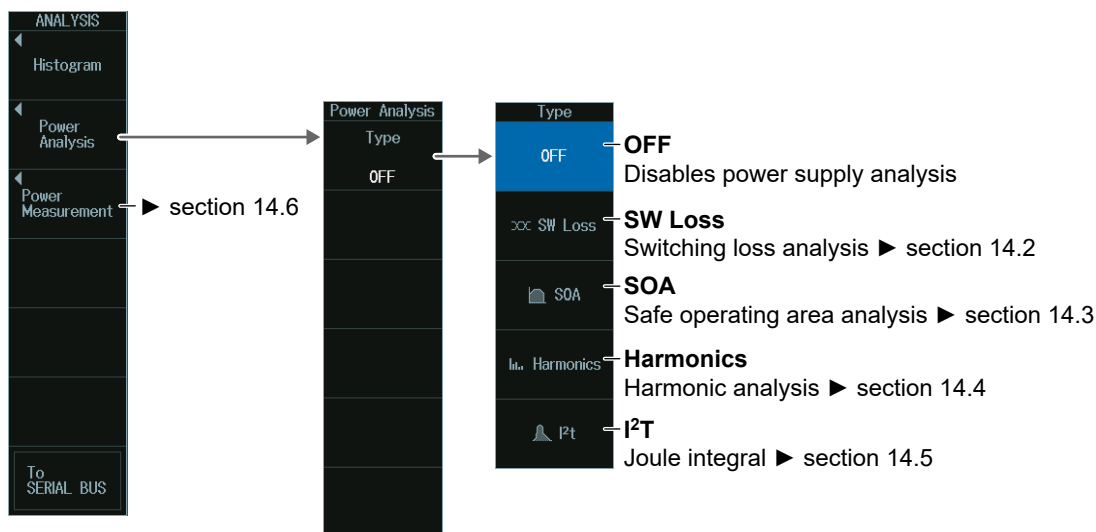 ANALYSIS
Histogram
Power
Analysis
Power
Measurement
► section 14.6
To
SERIAL BUS
Power Analysis
Type
OFF
Type
OFF
OFF
Disables power supply analysis
SW Loss
SW Loss
Switching loss analysis ► section 14.2
SOA
SOA
Safe operating area analysis ► section 14.3
Harmonics
Harmonics
Harmonic analysis ► section 14.4
I²t
I²T
Joule integral ► section 14.5